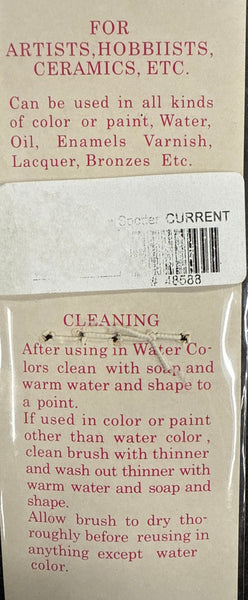 FOR
ARTISTS,HOBBIISTS,
CERAMICS, ETC.
Can be used in all kinds
of color or paint, Water,
Oil, Enamels Varnish,
Lacquer, Bronzes Etc.
Spotter CURRENT
# 48588
CLEANING
After using in Water Co-
lors clean with soap and
warm water and shape to
a point.
If used in color or paint
other than water color ,
clean brush with thinner
and wash out thinner with
warm water and soap and
shape.
Allow brush to dry tho-
roughly before reusing in
anything except water
color.